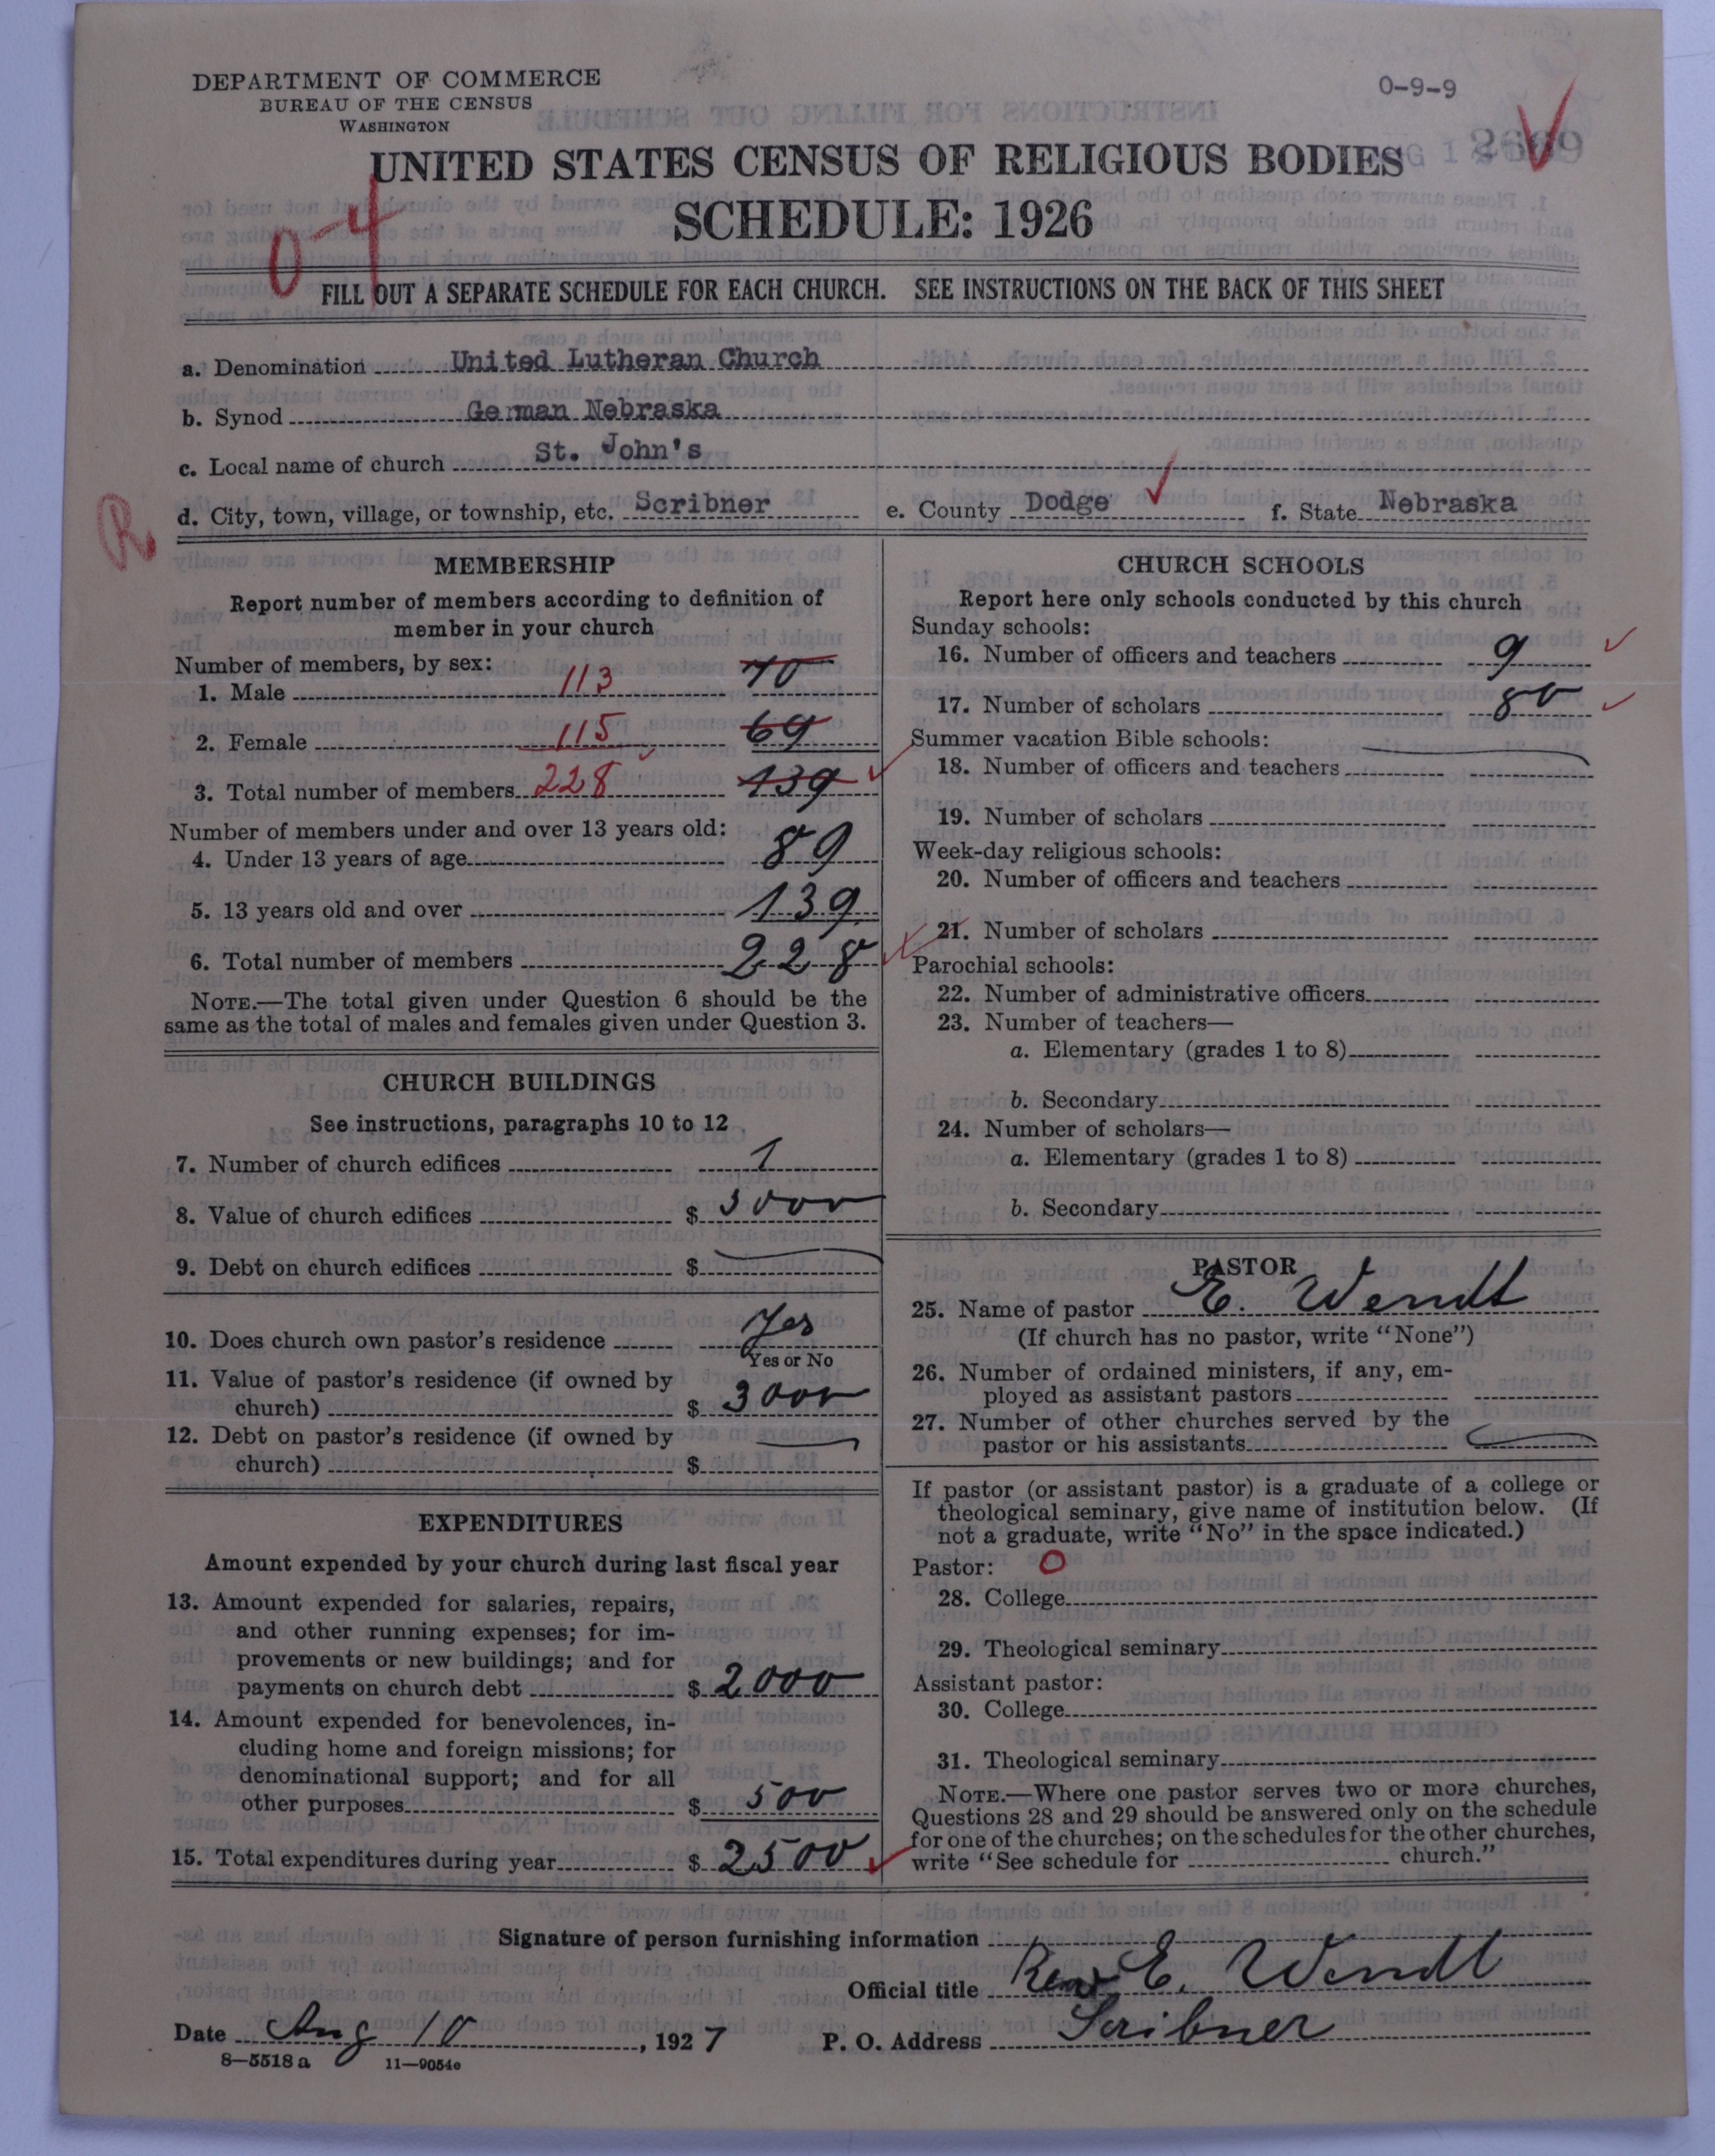 DEPARTMENT OF COMMERCE
BUREAU OF THE CENSUS
WASHINGTON
0-9-9
UNITED STATES CENSUS OF RELIGIOUS BODIES
SCHEDULE: 1926
04
FILL OUT A SEPARATE SCHEDULE FOR EACH CHURCH. SEE INSTRUCTIONS ON THE BACK OF THIS SHEET
a. Denomination United Lutheran Church
b. Synod German Nebraska
c. Local name of church St. John's
R
d. City, town, village, or township, etc. Scribner e. County Dodge f. State Nebraska
MEMBERSHIP
Report number of members according to definition of
member in your church
Number of members, by sex:
1. Male 113 70
2. Female 115 69
3. Total number of members 228 139
Number of members under and over 13 years old:
4. Under 13 years of age 89
5. 13 years old and over 139
6. Total number of members 228
NOTE.—The total given under Question 6 should be the
same as the total of males and females given under Question 3.
CHURCH BUILDINGS
See instructions, paragraphs 10 to 12
7. Number of church edifices 1
8. Value of church edifices $ 5000
9. Debt on church edifices $
10. Does church own pastor's residence Yes
Yes or No
11. Value of pastor's residence (if owned by
church) $ 3000
12. Debt on pastor's residence (if owned by
church) $
EXPENDITURES
Amount expended by your church during last fiscal year
13. Amount expended for salaries, repairs,
and other running expenses; for im-
provements or new buildings; and for
payments on church debt $ 2000
14. Amount expended for benevolences, in-
cluding home and foreign missions; for
denominational support; and for all
other purposes $ 500
15. Total expenditures during year $ 2500
CHURCH SCHOOLS
Report here only schools conducted by this church
Sunday schools:
16. Number of officers and teachers 9
17. Number of scholars 80
Summer vacation Bible schools:
18. Number of officers and teachers
19. Number of scholars
Week-day religious schools:
20. Number of officers and teachers
21. Number of scholars
Parochial schools:
22. Number of administrative officers
23. Number of teachers—
a. Elementary (grades 1 to 8)
b. Secondary
24. Number of scholars—
a. Elementary (grades 1 to 8)
b. Secondary
PASTOR
25. Name of pastor E. Wendt
(If church has no pastor, write "None")
26. Number of ordained ministers, if any, em-
ployed as assistant pastors
27. Number of other churches served by the
pastor or his assistants
If pastor (or assistant pastor) is a graduate of a college or
theological seminary, give name of institution below. (If
not a graduate, write "No" in the space indicated.)
Pastor: O
28. College
29. Theological seminary
Assistant pastor:
30. College
31. Theological seminary
NOTE.—Where one pastor serves two or more churches,
Questions 28 and 29 should be answered only on the schedule
for one of the churches; on the schedules for the other churches,
write "See schedule for church."
Signature of person furnishing information
Official title Rev E. Wendt
Date Aug 10, 1927 P. O. Address Scribner
8—5518 a 11—9054e